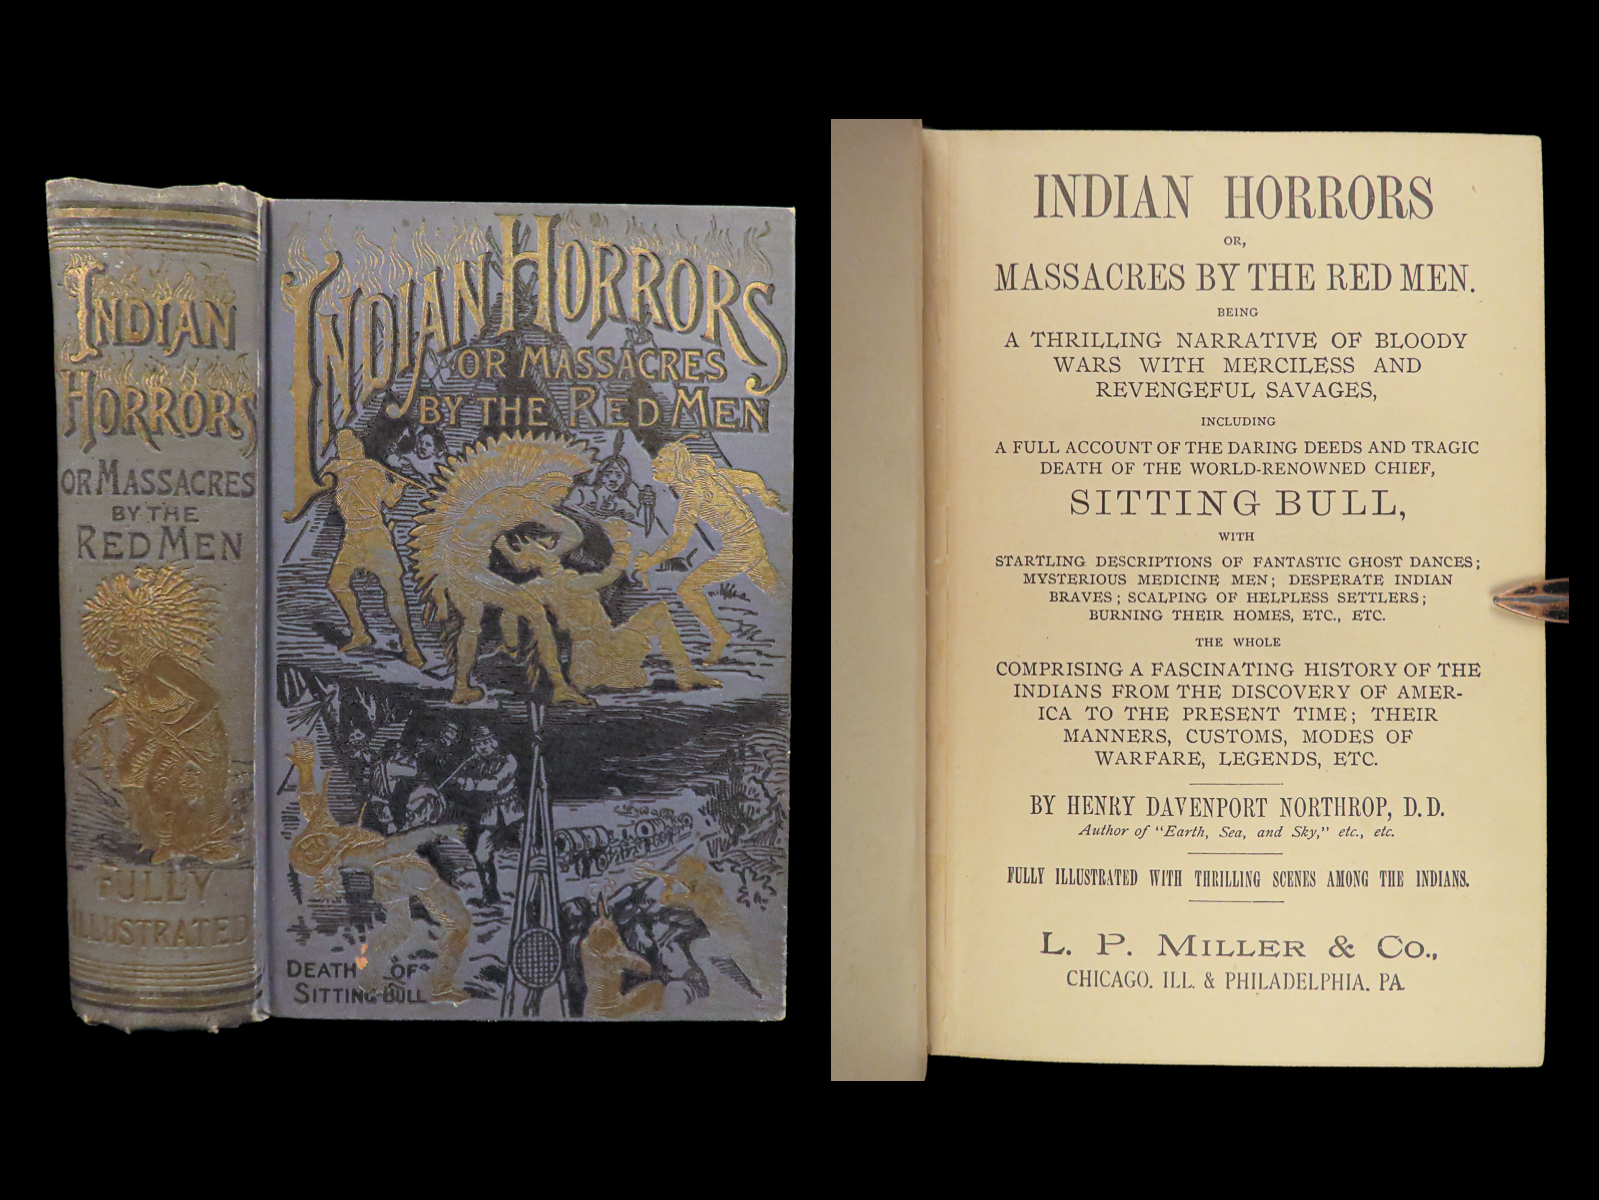 INDIAN
HORRORS
OR MASSACRES
BY THE
RED MEN
FULLY
ILLUSTRATED
INDIAN HORRORS
OR MASSACRES
BY THE RED MEN
DEATH OF
SITTING BULL
INDIAN HORRORS
OR,
MASSACRES BY THE RED MEN.
BEING
A THRILLING NARRATIVE OF BLOODY
WARS WITH MERCILESS AND
REVENGEFUL SAVAGES,
INCLUDING
A FULL ACCOUNT OF THE DARING DEEDS AND TRAGIC
DEATH OF THE WORLD-RENOWNED CHIEF,
SITTING BULL,
WITH
STARTLING DESCRIPTIONS OF FANTASTIC GHOST DANCES;
MYSTERIOUS MEDICINE MEN; DESPERATE INDIAN
BRAVES; SCALPING OF HELPLESS SETTLERS;
BURNING THEIR HOMES, ETC., ETC.
THE WHOLE
COMPRISING A FASCINATING HISTORY OF THE
INDIANS FROM THE DISCOVERY OF AMER-
ICA TO THE PRESENT TIME; THEIR
MANNERS, CUSTOMS, MODES OF
WARFARE, LEGENDS, ETC.
BY HENRY DAVENPORT NORTHROP, D.D.
Author of "Earth, Sea, and Sky," etc., etc.
FULLY ILLUSTRATED WITH THRILLING SCENES AMONG THE INDIANS.
L. P. MILLER & CO.,
CHICAGO. ILL. & PHILADELPHIA. PA.